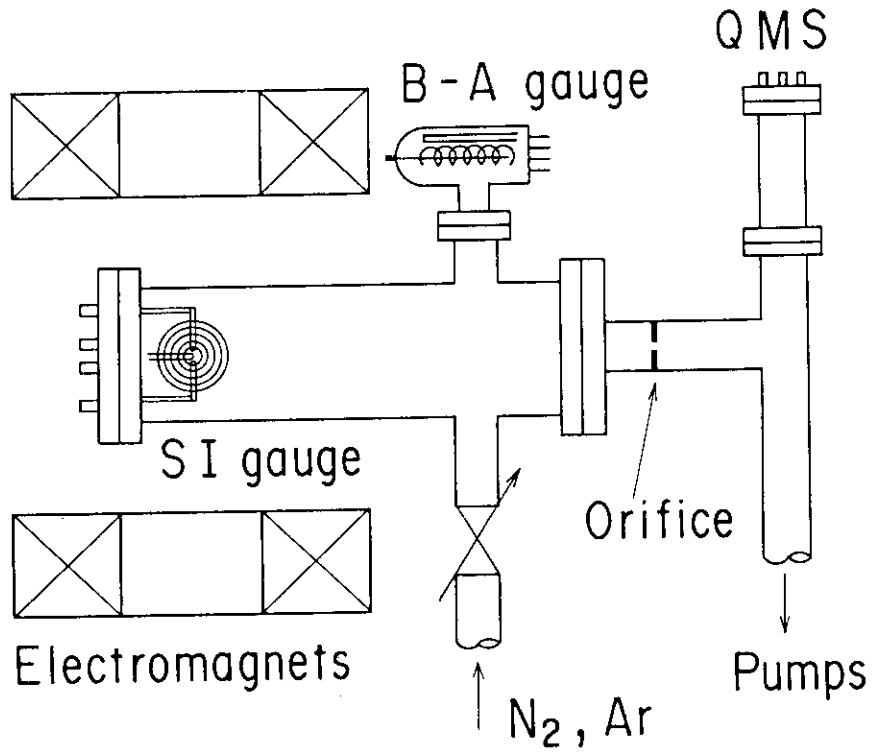 QMS
B-A gauge
SI gauge
Orifice
Electromagnets
Pumps
N₂, Ar